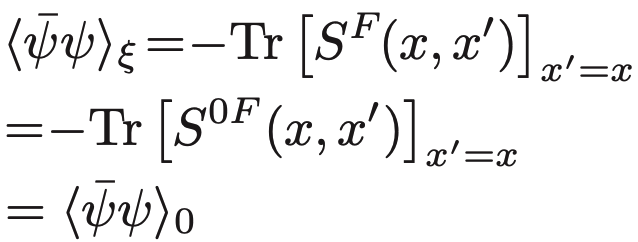 ⟨ψ̄ψ⟩_ξ = −Tr [S^F(x, x′)]_{x′=x}
= −Tr [S^{0F}(x, x′)]_{x′=x}
= ⟨ψ̄ψ⟩_0